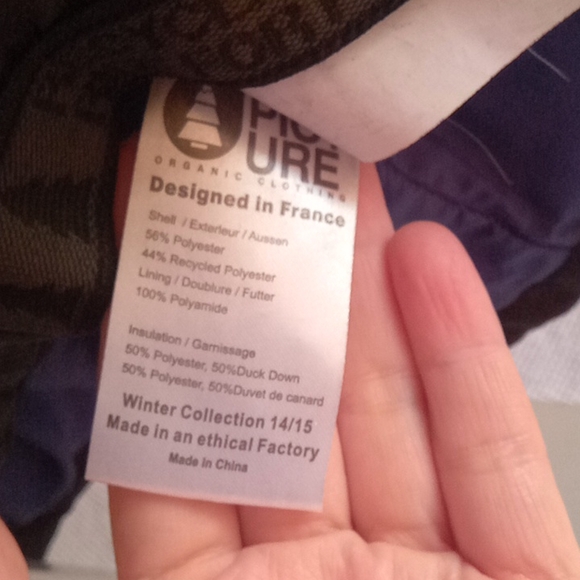 PICT
URE
ORGANIC CLOTHING
Designed in France
Shell / Exterieur / Aussen
56% Polyester
44% Recycled Polyester
Lining / Doublure / Futter
100% Polyamide
Insulation / Garnissage
50% Polyester, 50%Duck Down
50% Polyester, 50%Duvet de canard
Winter Collection 14/15
Made in an ethical Factory
Made in China